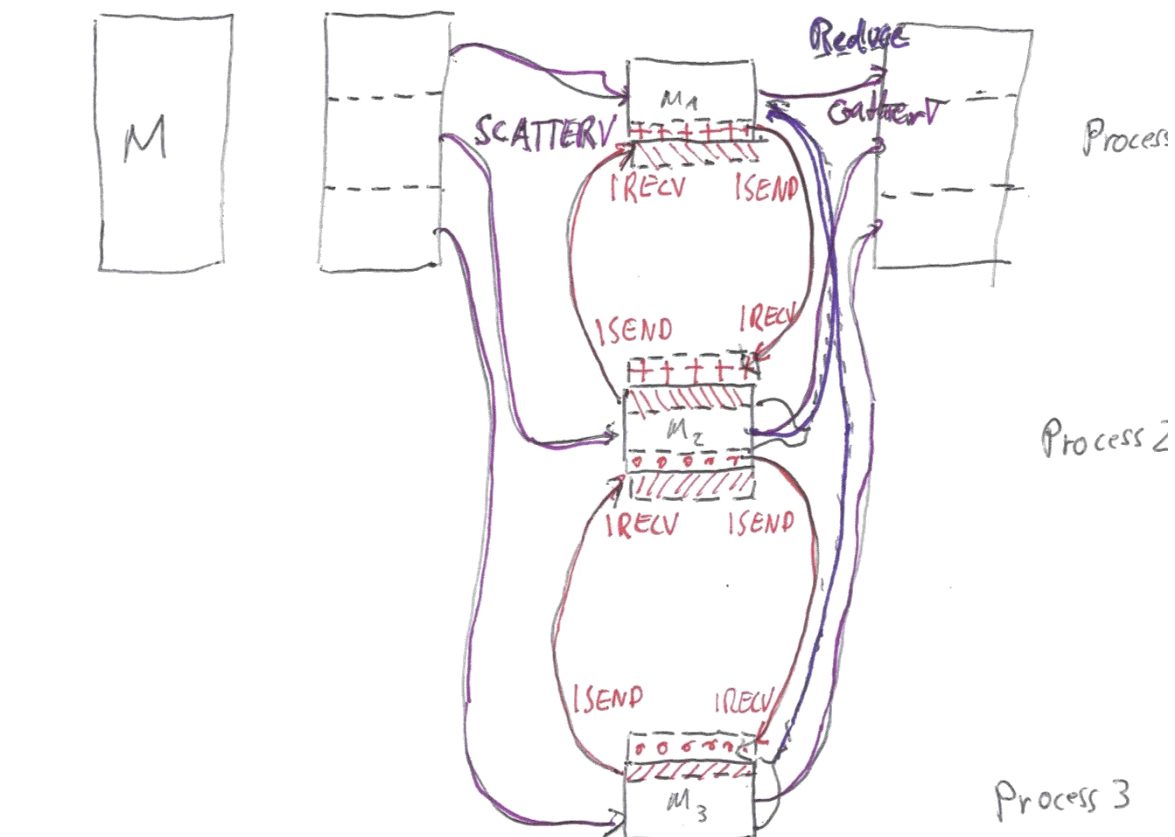 Reduce
M
M1
SCATTERV
GatherV
Process
IRECV
ISEND
ISEND
IRECV
M2
Process 2
IRECV
ISEND
ISEND
IRECV
M3
Process 3